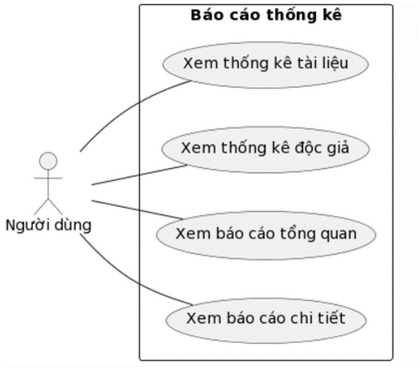 Báo cáo thống kê
Xem thống kê tài liệu
Xem thống kê độc giả
Người dùng
Xem báo cáo tổng quan
Xem báo cáo chi tiết